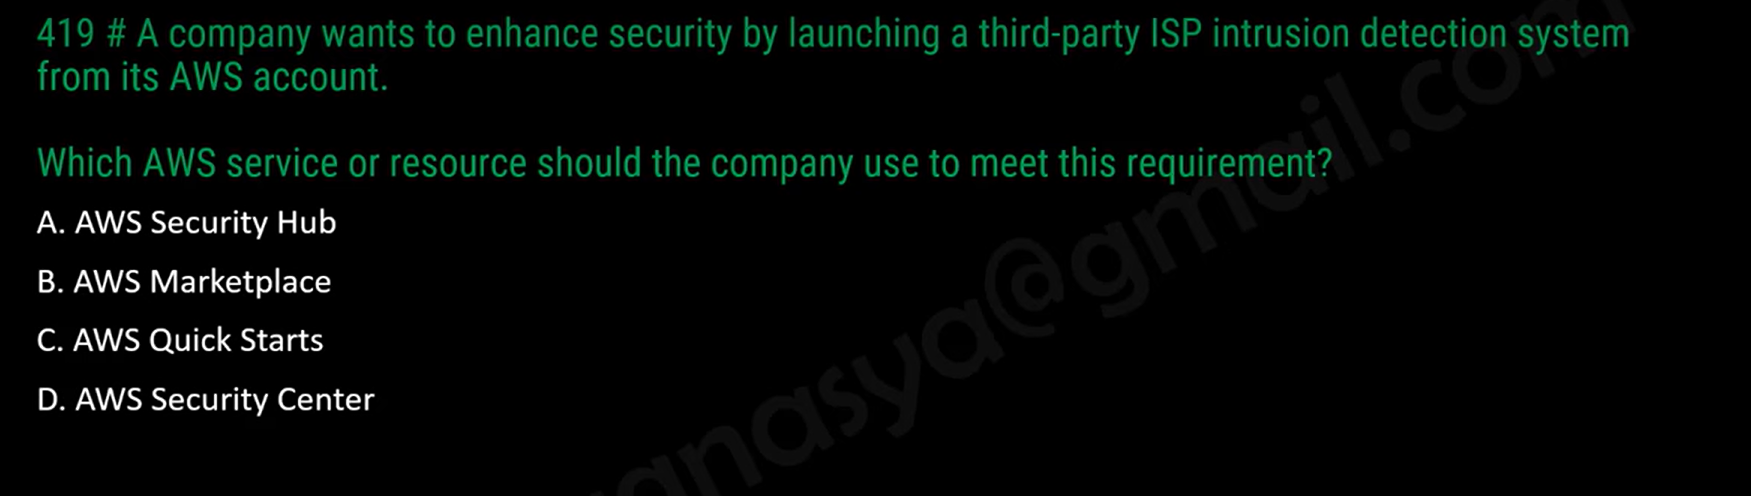 419 # A company wants to enhance security by launching a third-party ISP intrusion detection system
from its AWS account.
Which AWS service or resource should the company use to meet this requirement?
A. AWS Security Hub
B. AWS Marketplace
C. AWS Quick Starts
D. AWS Security Center